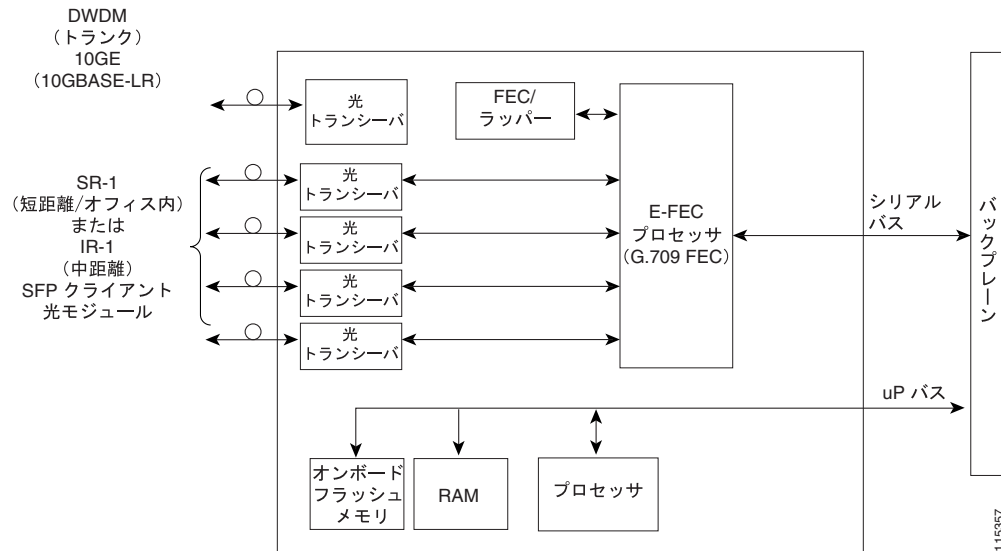 DWDM
（トランク）
10GE
（10GBASE-LR）
光
トランシーバ
FEC/
ラッパー
SR-1
（短距離/オフィス内）
または
IR-1
（中距離）
SFP クライアント
光モジュール
光
トランシーバ
光
トランシーバ
光
トランシーバ
光
トランシーバ
E-FEC
プロセッサ
(G.709 FEC)
シリアル
バス
バックプレーン
uP バス
オンボード
フラッシュ
メモリ
RAM
プロセッサ
115357